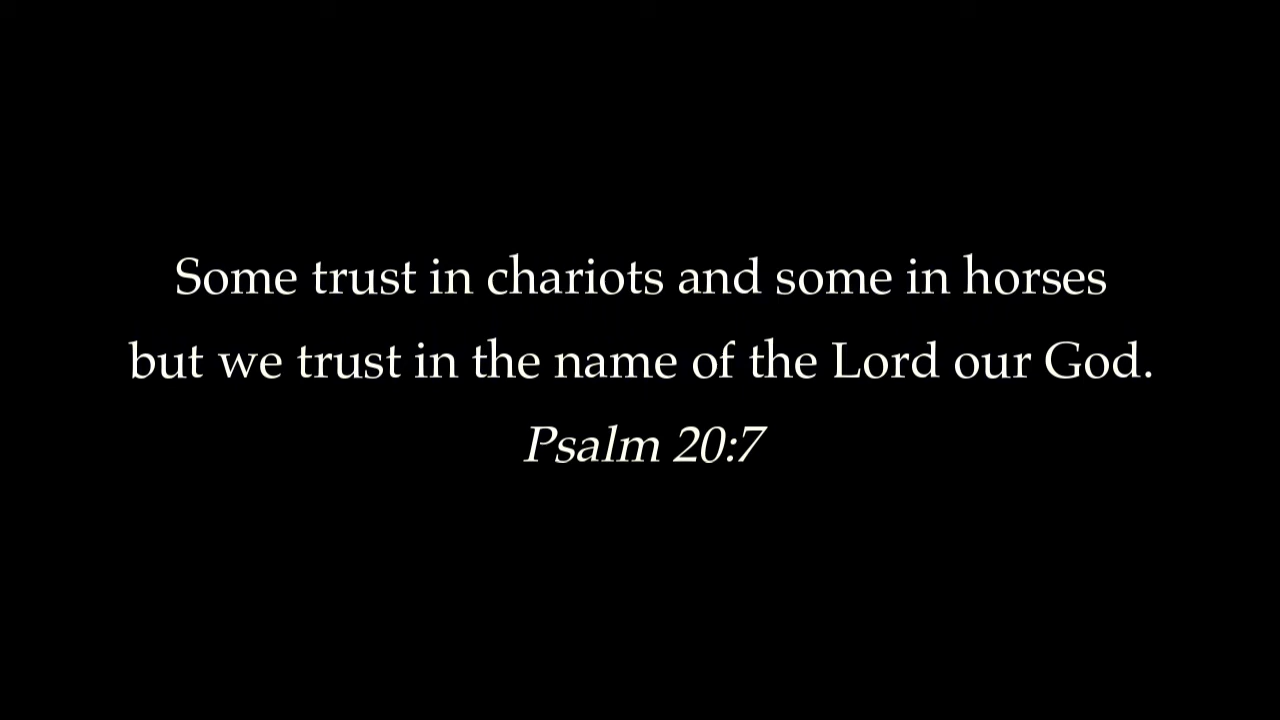 Some trust in chariots and some in horses
but we trust in the name of the Lord our God.
Psalm 20:7